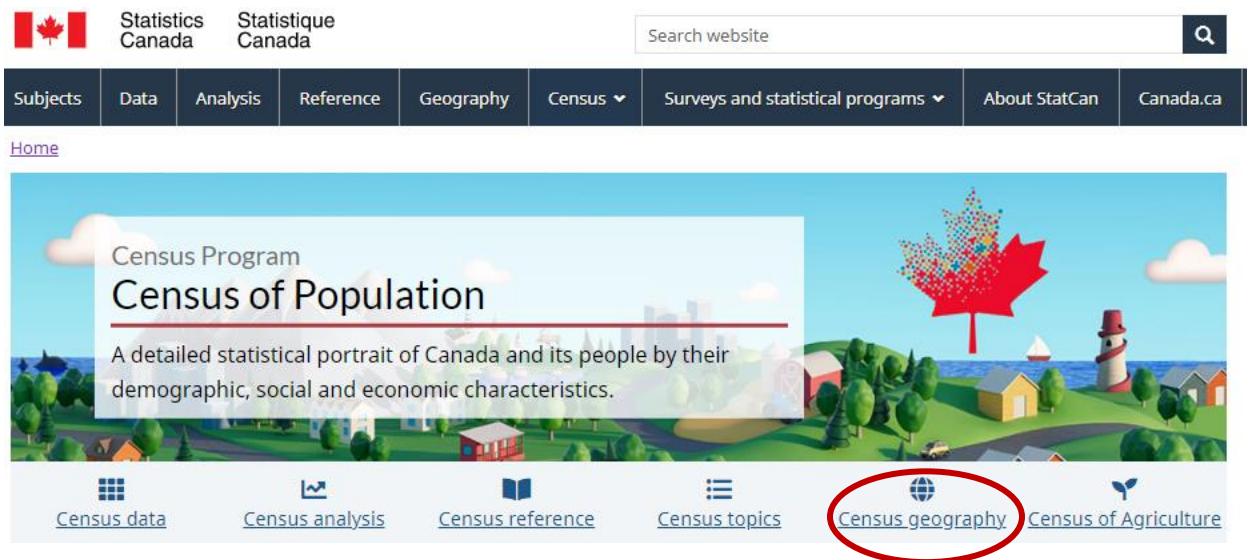 Statistics Statistique
Canada Canada
Search website
Subjects Data Analysis Reference Geography Census Surveys and statistical programs About StatCan Canada.ca
Home
Census Program
Census of Population
A detailed statistical portrait of Canada and its people by their
demographic, social and economic characteristics.
Census data Census analysis Census reference Census topics Census geography Census of Agriculture